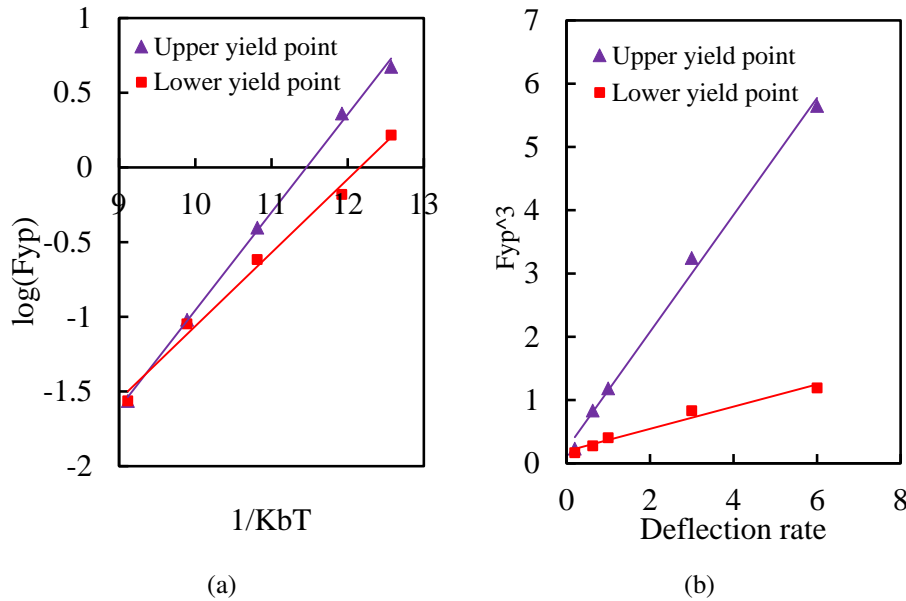 1
0.5
0
-0.5
-1
-1.5
-2
9 10 11 12 13
log(Fyp)
1/KbT
Upper yield point
Lower yield point
(a)
7
6
5
4
3
2
1
0
0 2 4 6 8
Fyp^3
Deflection rate
Upper yield point
Lower yield point
(b)